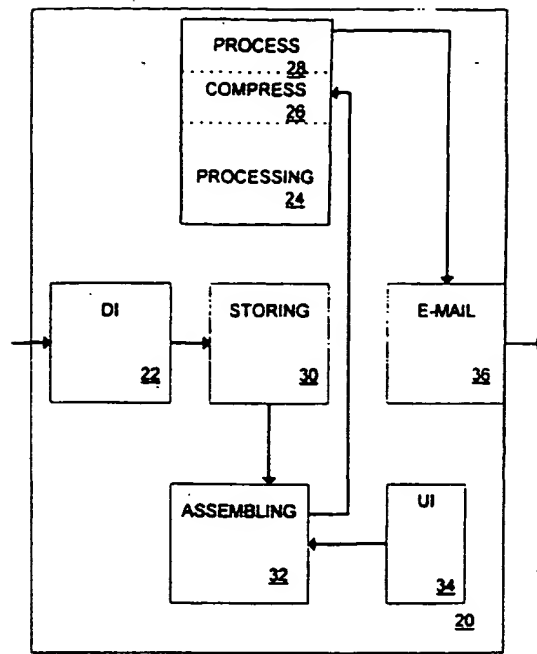 PROCESS
28
COMPRESS
26
PROCESSING
24
DI
22
STORING
30
E-MAIL
36
ASSEMBLING
32
UI
34
20